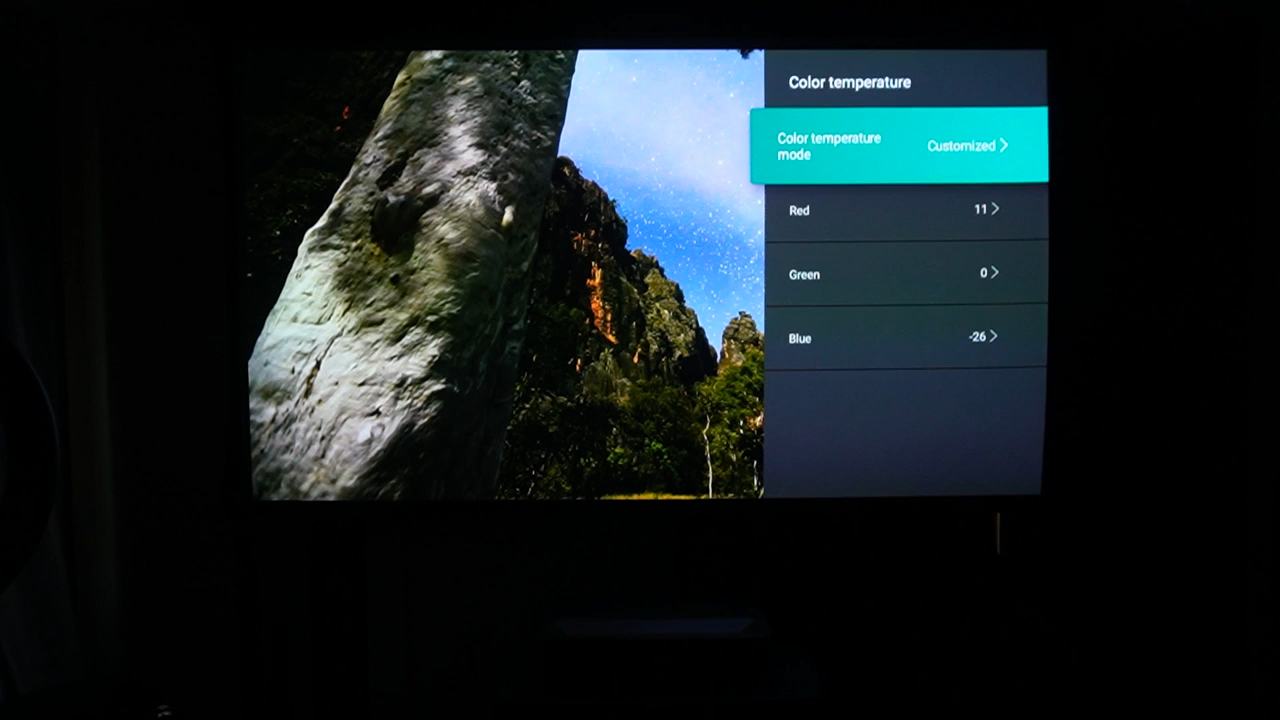 Color temperature
Color temperature
mode
Customized
Red
11
Green
0
Blue
-26